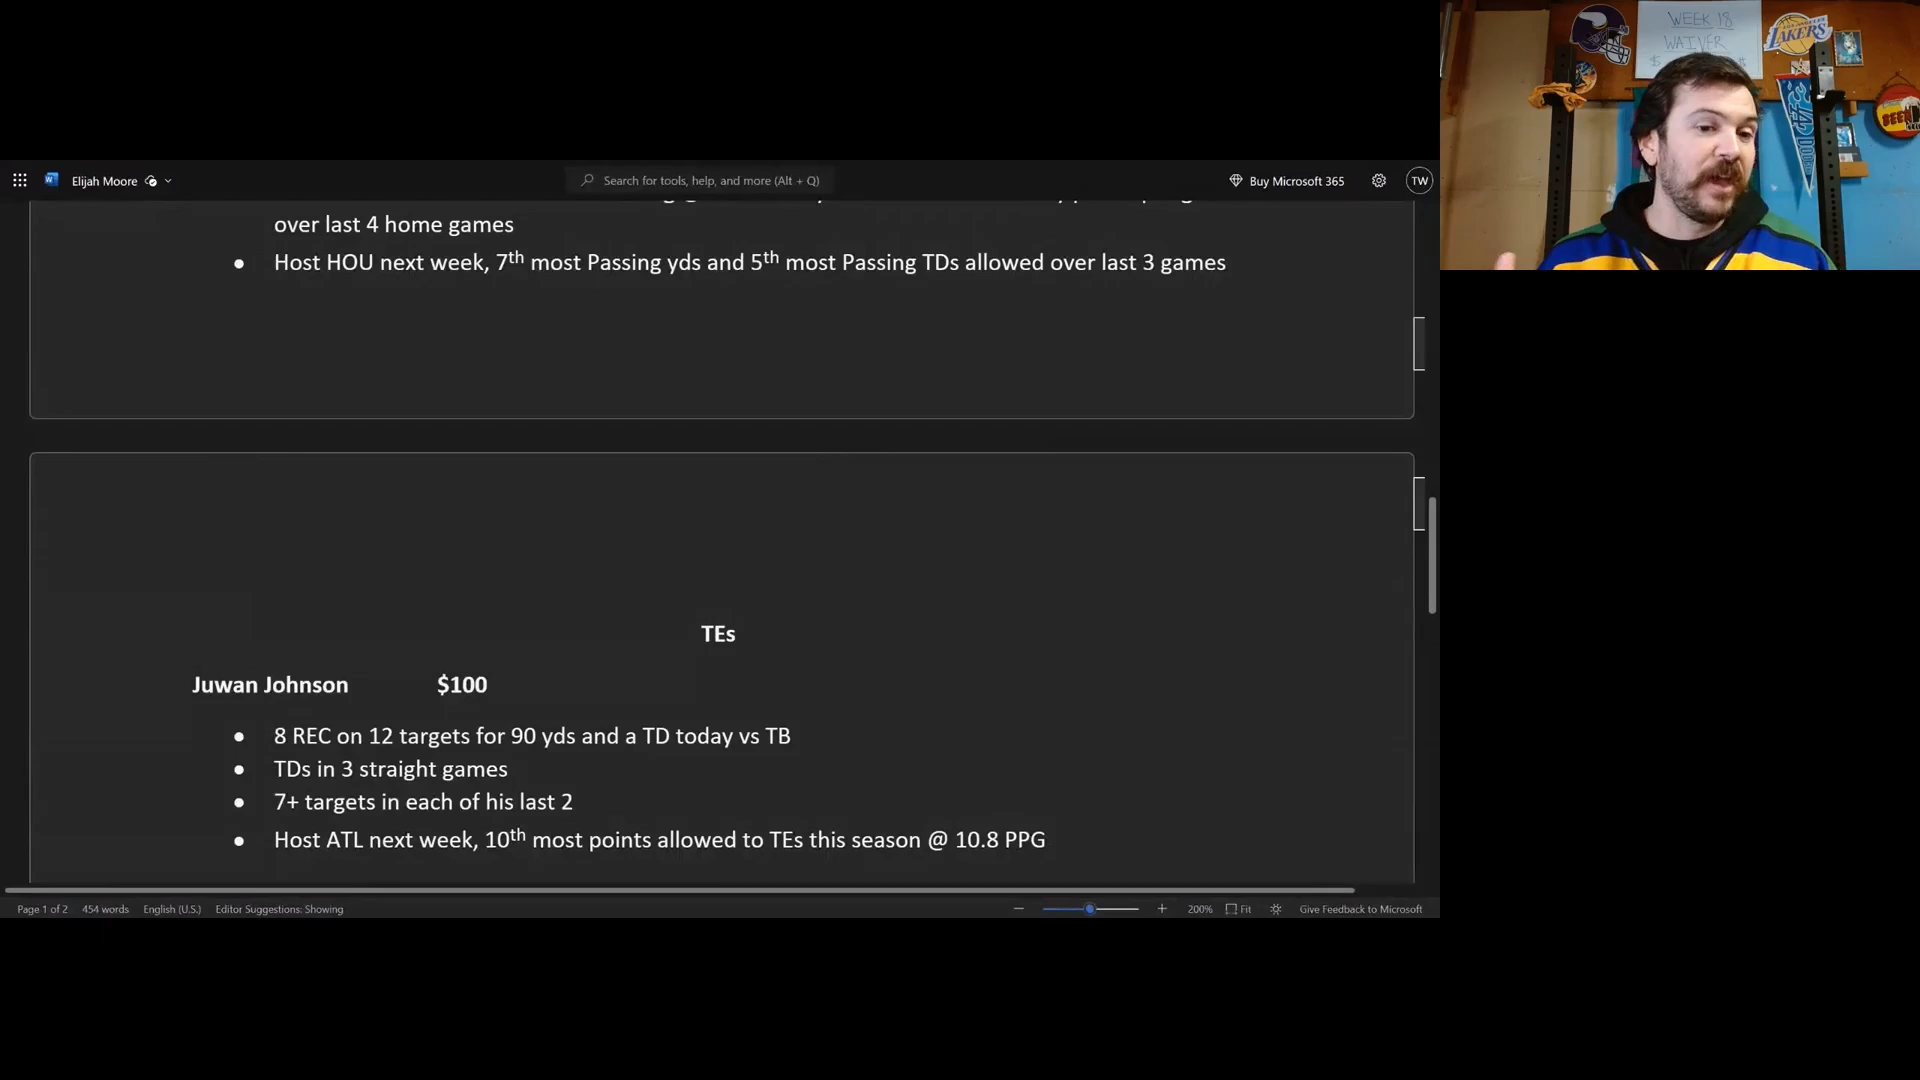 WEEK 18
WAIVER
LAKERS
Elijah Moore
Search for tools, help, and more (Alt + Q)
Buy Microsoft 365
TW
over last 4 home games
Host HOU next week, 7th most Passing yds and 5th most Passing TDs allowed over last 3 games
TEs
Juwan Johnson $100
8 REC on 12 targets for 90 yds and a TD today vs TB
TDs in 3 straight games
7+ targets in each of his last 2
Host ATL next week, 10th most points allowed to TEs this season @ 10.8 PPG
Page 1 of 2 454 words English (U.S.) Editor Suggestions: Showing
200% Fit Give Feedback to Microsoft